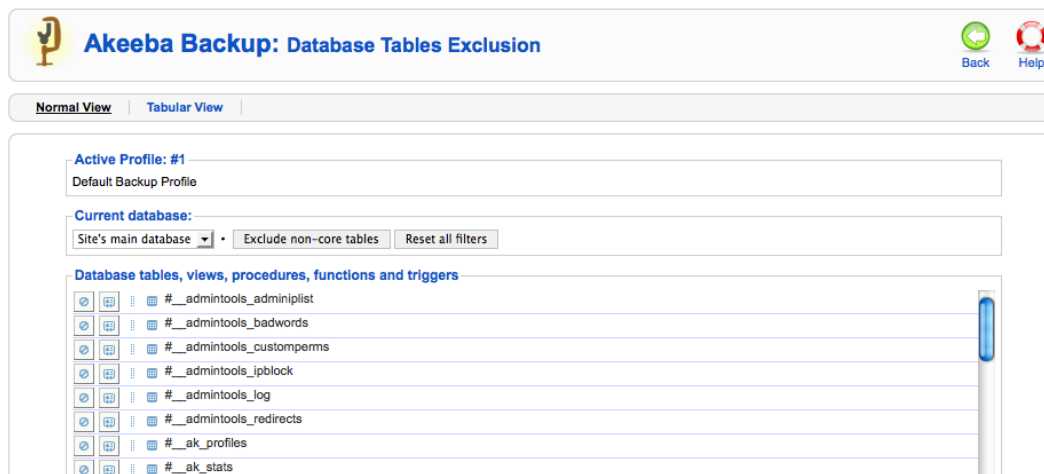 Akeeba Backup: Database Tables Exclusion
Back
Help
Normal View
Tabular View
Active Profile: #1
Default Backup Profile
Current database:
Site's main database • Exclude non-core tables Reset all filters
Database tables, views, procedures, functions and triggers
#__admintools_adminiplist
#__admintools_badwords
#__admintools_customperms
#__admintools_ipblock
#__admintools_log
#__admintools_redirects
#__ak_profiles
#__ak_stats